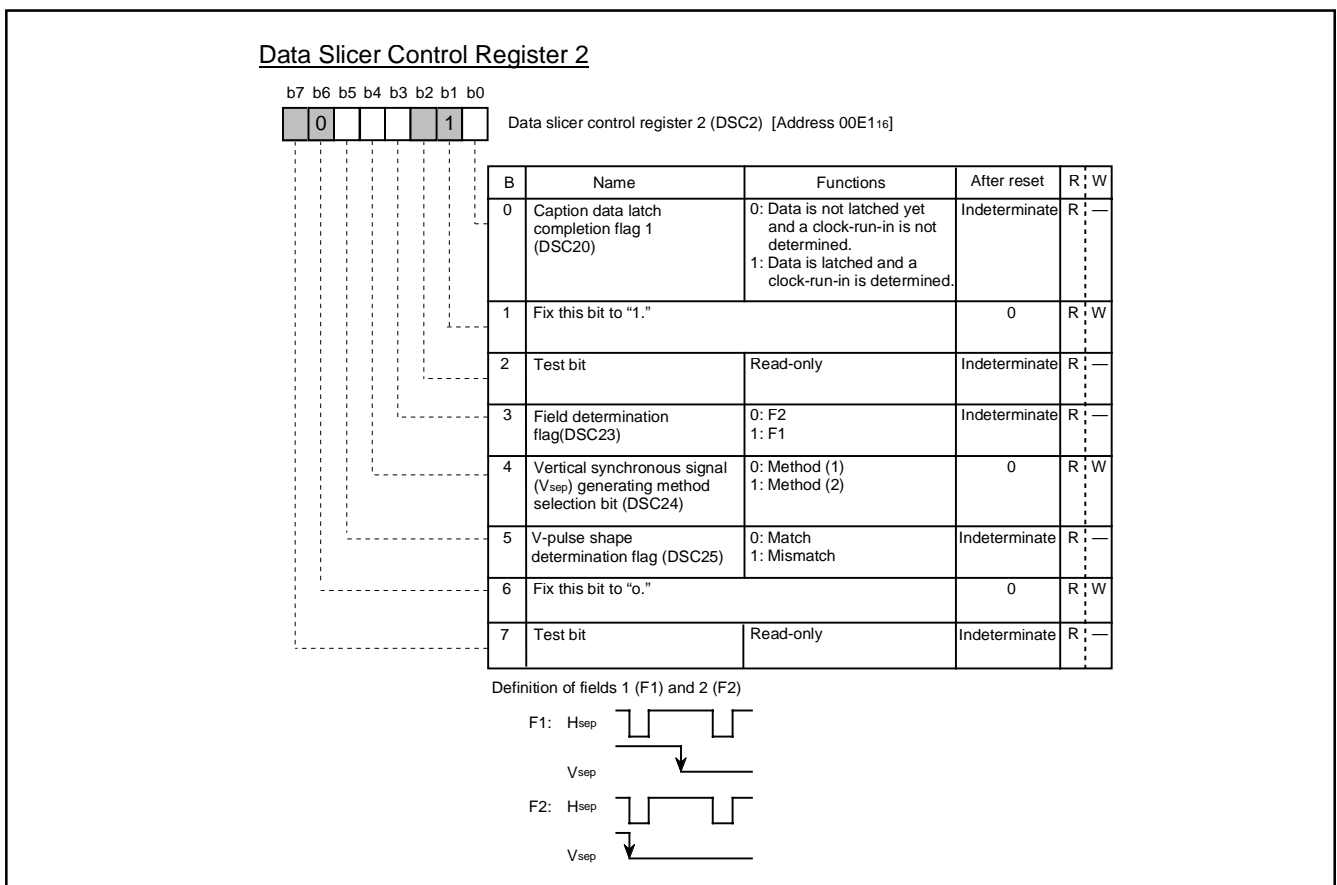 Data Slicer Control Register 2
b7 b6 b5 b4 b3 b2 b1 b0
0 1 Data slicer control register 2 (DSC2) [Address 00E116]
B Name Functions After reset R W
0 Caption data latch completion flag 1 (DSC20) 0: Data is not latched yet and a clock-run-in is not determined. 1: Data is latched and a clock-run-in is determined. Indeterminate R —
1 Fix this bit to “1.” 0 R W
2 Test bit Read-only Indeterminate R —
3 Field determination flag(DSC23) 0: F2 1: F1 Indeterminate R —
4 Vertical synchronous signal (Vsep) generating method selection bit (DSC24) 0: Method (1) 1: Method (2) 0 R W
5 V-pulse shape determination flag (DSC25) 0: Match 1: Mismatch Indeterminate R —
6 Fix this bit to “o.” 0 R W
7 Test bit Read-only Indeterminate R —
Definition of fields 1 (F1) and 2 (F2)
F1: Hsep
Vsep
F2: Hsep
Vsep